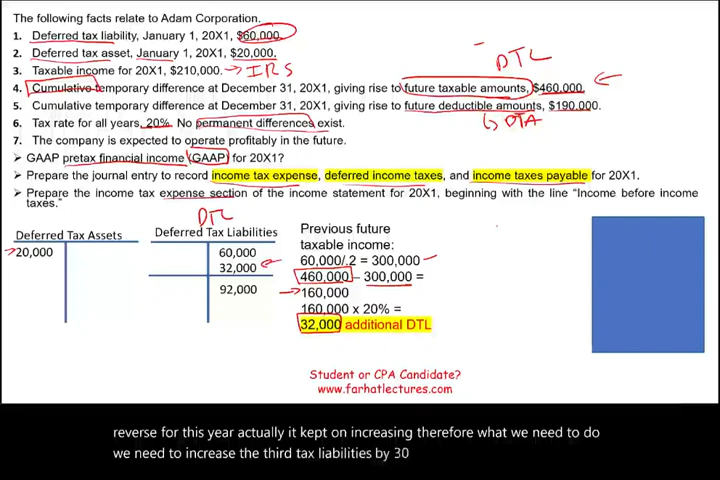 The following facts relate to Adam Corporation.
1. Deferred tax liability, January 1, 20X1, $60,000.
2. Deferred tax asset, January 1, 20X1, $20,000.
3. Taxable income for 20X1, $210,000. → IRS
DTL
4. Cumulative temporary difference at December 31, 20X1, giving rise to future taxable amounts, $460,000.
5. Cumulative temporary difference at December 31, 20X1, giving rise to future deductible amounts, $190,000.
6. Tax rate for all years, 20%. No permanent differences exist.
DTA
7. The company is expected to operate profitably in the future.
➢ GAAP pretax financial income (GAAP) for 20X1?
➢ Prepare the journal entry to record income tax expense, deferred income taxes, and income taxes payable for 20X1.
➢ Prepare the income tax expense section of the income statement for 20X1, beginning with the line “Income before income
taxes.”
DTL
Deferred Tax Assets
20,000
Deferred Tax Liabilities
60,000
32,000
92,000
Previous future
taxable income:
60,000/.2 = 300,000
460,000 – 300,000 =
160,000
160,000 x 20% =
32,000 additional DTL
Student or CPA Candidate?
www.farhatlectures.com
reverse for this year actually it kept on increasing therefore what we need to do
we need to increase the third tax liabilities by 30